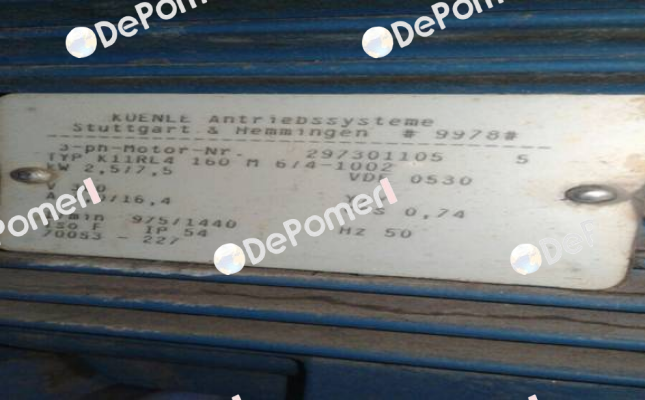 DePomeri
DePomeri
KUENLE Antriebssysteme
Stuttgart & Hemmingen # 9978#
3-ph-Motor-Nr. 297301105 5
TYP K11RL4 160 M 6/4-1002
KW 2,5/7,5 VDE 0530
V
A /16,4 S 0,74
975/1440 Hz 50
Iso F IP 54
70053 - 227
DePomeri
DePomeri
DeP